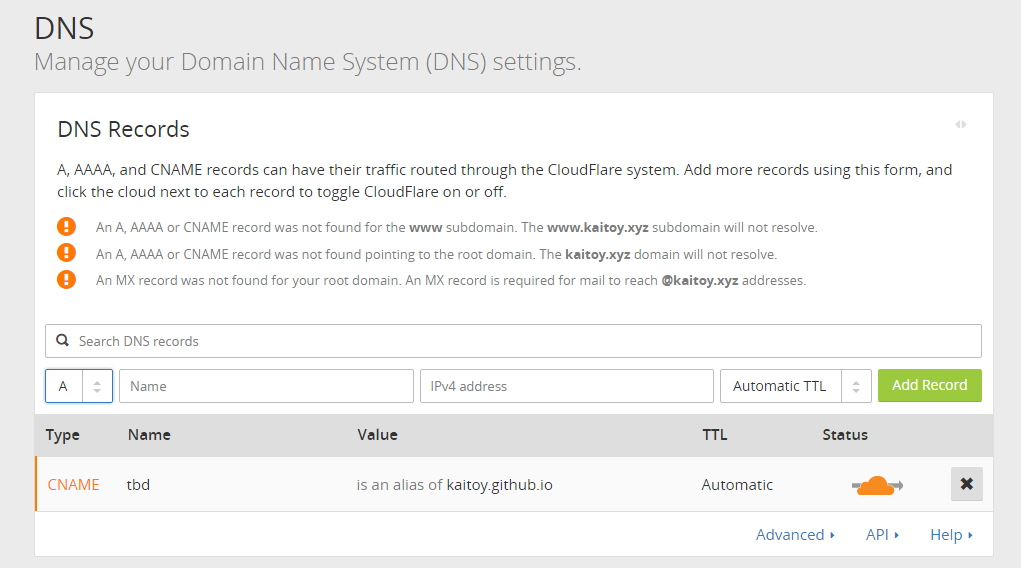 DNS
Manage your Domain Name System (DNS) settings.
DNS Records
A, AAAA, and CNAME records can have their traffic routed through the CloudFlare system. Add more records using this form, and
click the cloud next to each record to toggle CloudFlare on or off.
An A, AAAA or CNAME record was not found for the www subdomain. The www.kaitoy.xyz subdomain will not resolve.
An A, AAAA or CNAME record was not found pointing to the root domain. The kaitoy.xyz domain will not resolve.
An MX record was not found for your root domain. An MX record is required for mail to reach @kaitoy.xyz addresses.
Search DNS records
A Name IPv4 address Automatic TTL Add Record
Type Name Value TTL Status
CNAME tbd is an alias of kaitoy.github.io Automatic
Advanced API Help